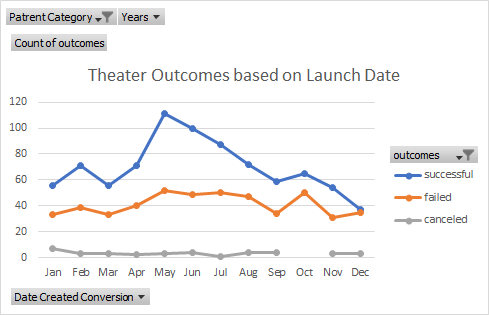 Patrent Category Years
Count of outcomes
Theater Outcomes based on Launch Date
120
100
80
60
40
20
0
Jan Feb Mar Apr May Jun Jul Aug Sep Oct Nov Dec
outcomes
successful
failed
canceled
Date Created Conversion